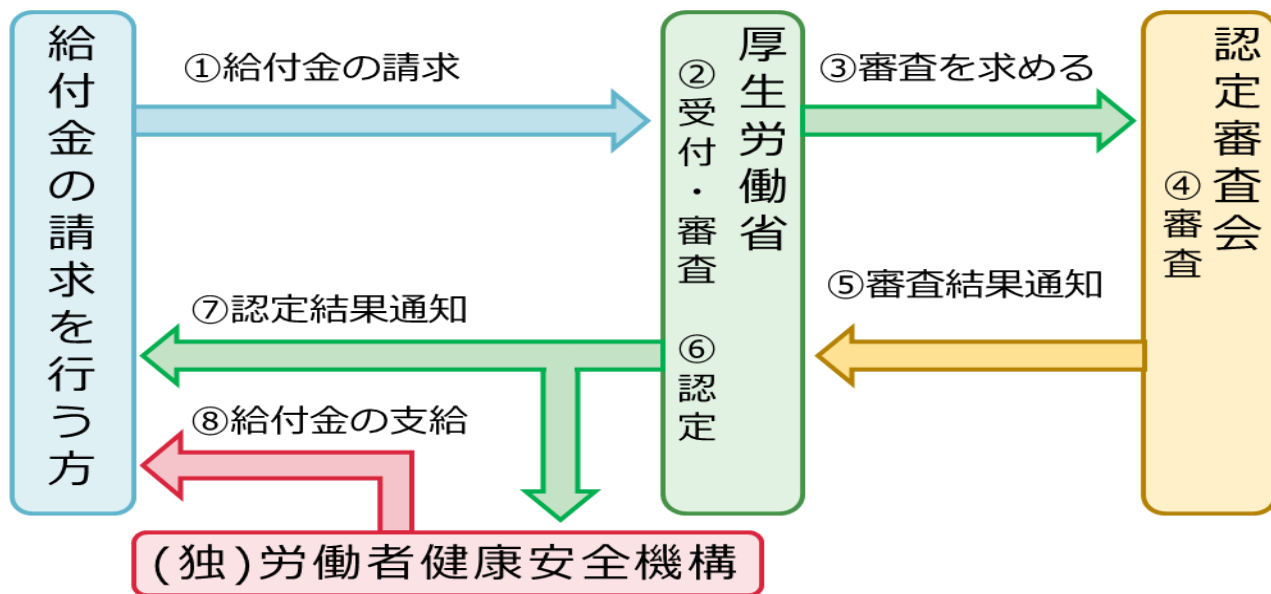 給付金の請求を行う方
①給付金の請求
厚生労働省
②受付・審査
⑥認定
③審査を求める
認定審査会
④審査
⑤審査結果通知
⑦認定結果通知
⑧給付金の支給
(独)労働者健康安全機構